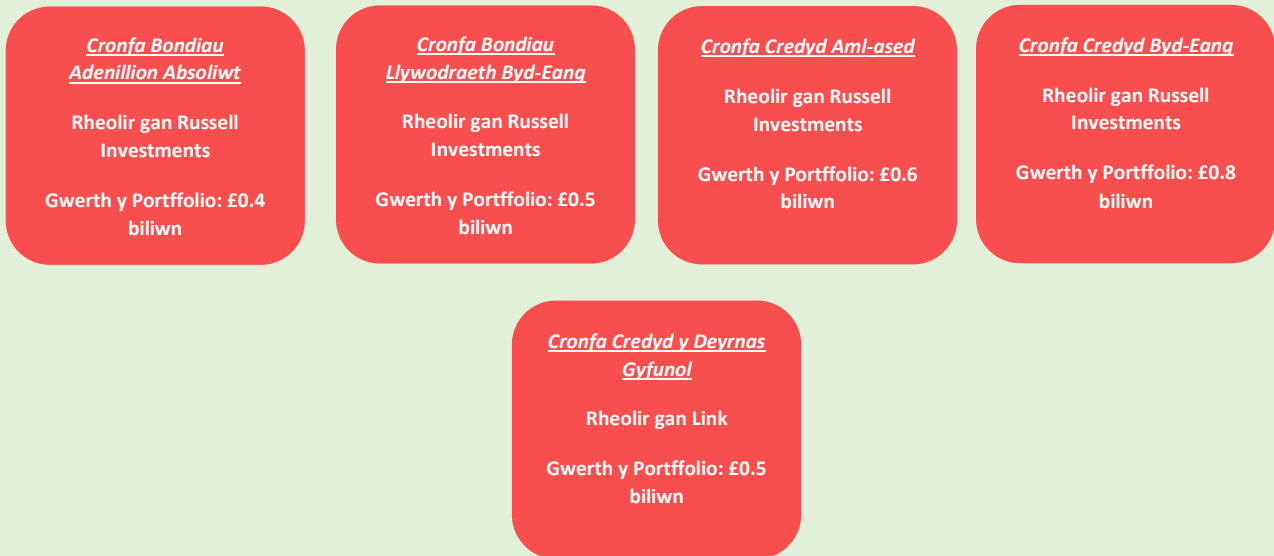 Cronfa Bondiau
Adenillion Absoliwt
Rheolir gan Russell
Investments
Gwerth y Portffolio: £0.4
biliwn
Cronfa Bondiau
Llywodraeth Byd-Eang
Rheolir gan Russell
Investments
Gwerth y Portffolio: £0.5
biliwn
Cronfa Credyd Aml-ased
Rheolir gan Russell
Investments
Gwerth y Portffolio: £0.6
biliwn
Cronfa Credyd Byd-Eang
Rheolir gan Russell
Investments
Gwerth y Portffolio: £0.8
biliwn
Cronfa Credyd y Deyrnas
Gyfunol
Rheolir gan Link
Gwerth y Portffolio: £0.5
biliwn